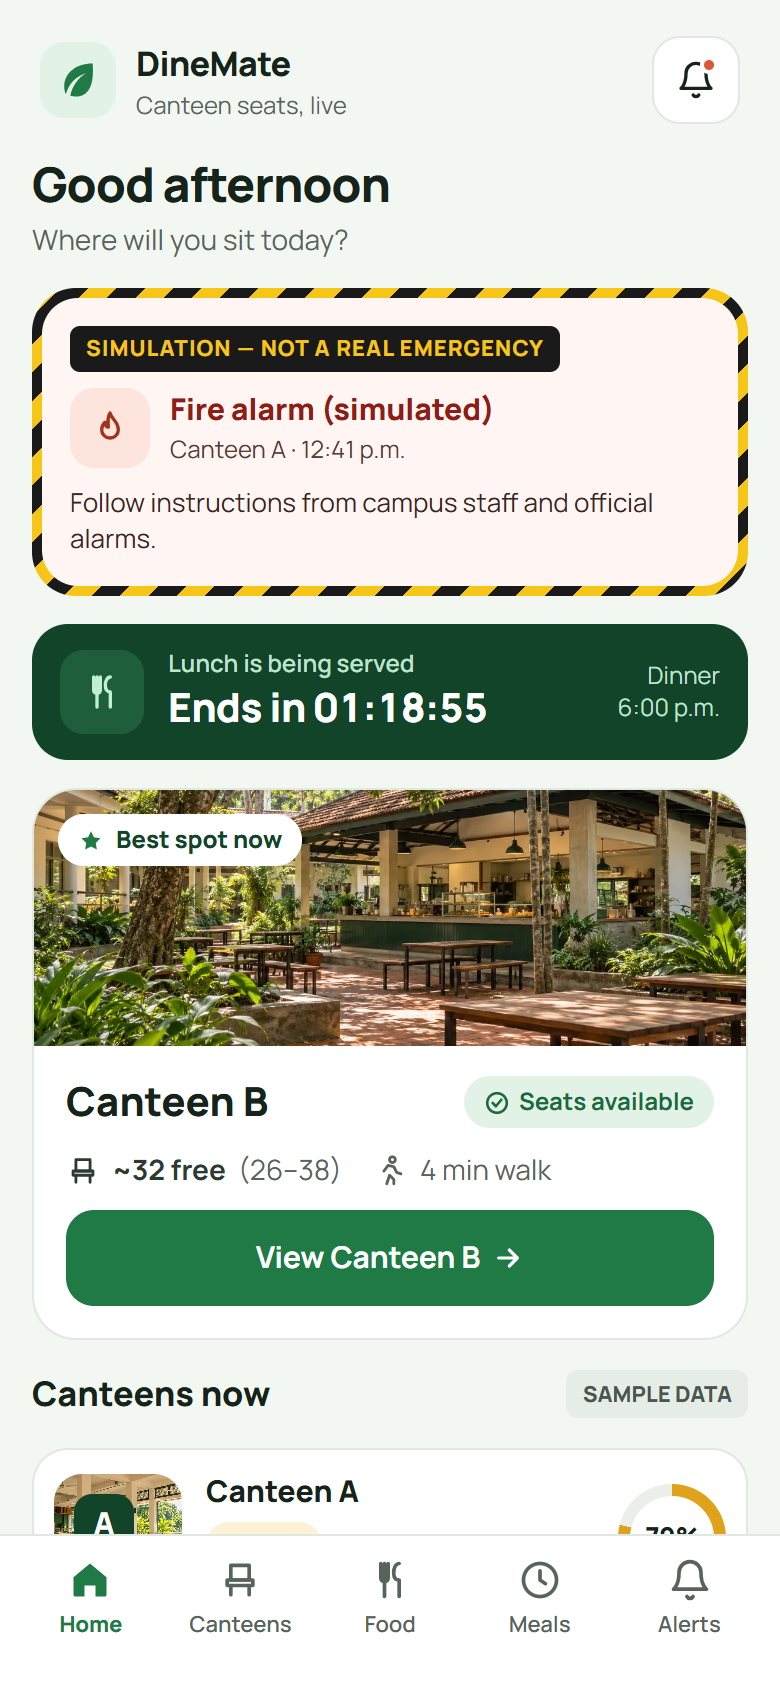 DineMate
Canteen seats, live
Good afternoon
Where will you sit today?
SIMULATION — NOT A REAL EMERGENCY
Fire alarm (simulated)
Canteen A · 12:41 p.m.
Follow instructions from campus staff and official
alarms.
Lunch is being served
Ends in 01:18:55
Dinner
6:00 p.m.
Best spot now
Canteen B
Seats available
~32 free (26–38)
4 min walk
View Canteen B →
Canteens now
SAMPLE DATA
A
Canteen A
Home
Canteens
Food
Meals
Alerts